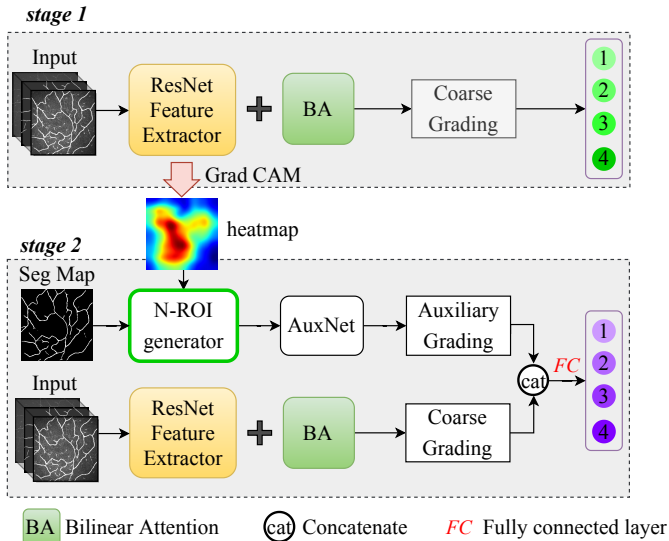 stage 1
Input
ResNet
Feature
Extractor
BA
Coarse
Grading
1
2
3
4
Grad CAM
heatmap
stage 2
Seg Map
N-ROI
generator
AuxNet
Auxiliary
Grading
Input
ResNet
Feature
Extractor
BA
Coarse
Grading
cat
FC
1
2
3
4
BA Bilinear Attention
cat Concatenate
FC Fully connected layer